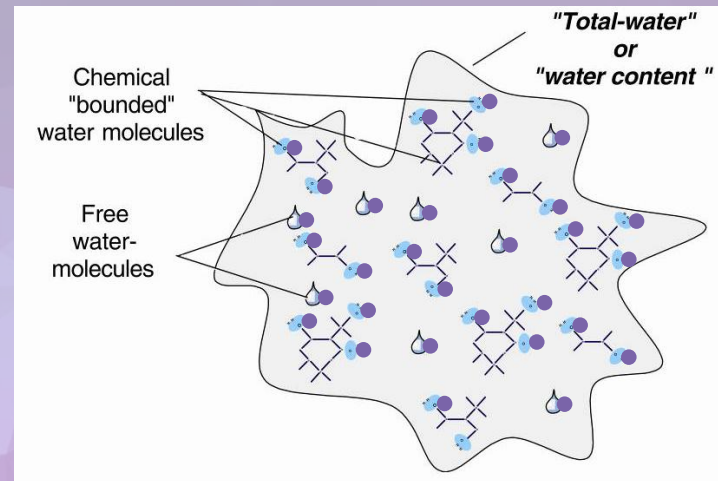 "Total-water"
or
"water content "
Chemical
"bounded"
water molecules
Free
water-
molecules